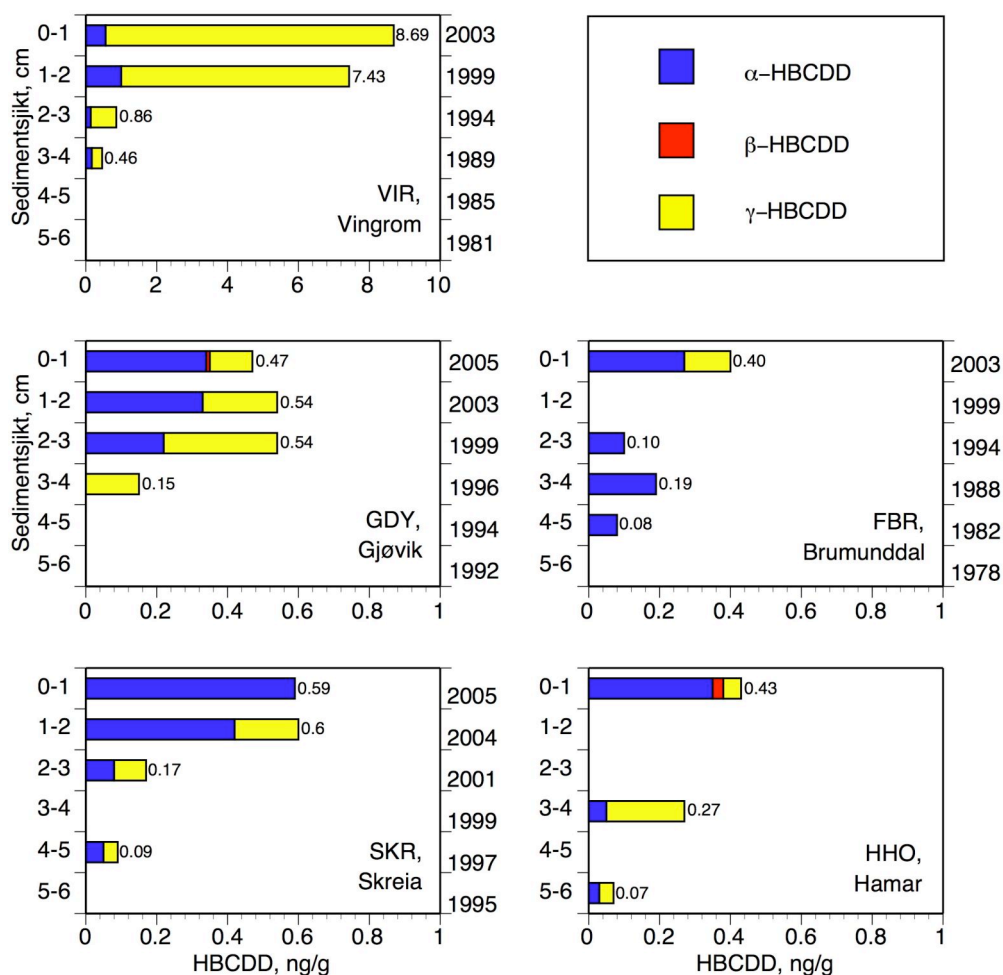 Sedimentsjikt, cm
0-1 8.69 2003
1-2 7.43 1999
2-3 0.86 1994
3-4 0.46 1989
4-5 VIR, 1985
5-6 Vingrom 1981
0 2 4 6 8 10
α-HBCDD
β-HBCDD
γ-HBCDD
Sedimentsjikt, cm
0-1 0.47 2005
1-2 0.54 2003
2-3 0.54 1999
3-4 0.15 1996
4-5 GDY, 1994
5-6 Gjøvik 1992
0 0.2 0.4 0.6 0.8 1
0-1 0.40 2003
1-2 1999
2-3 0.10 1994
3-4 0.19 1988
4-5 0.08 FBR, 1982
5-6 Brumunddal 1978
0 0.2 0.4 0.6 0.8 1
0-1 0.59 2005
1-2 0.6 2004
2-3 0.17 2001
3-4 1999
4-5 0.09 SKR, 1997
5-6 Skreia 1995
0 0.2 0.4 0.6 0.8 1
HBCDD, ng/g
0-1 0.43
1-2
2-3
3-4 0.27
4-5 HHO,
5-6 0.07 Hamar
0 0.2 0.4 0.6 0.8 1
HBCDD, ng/g